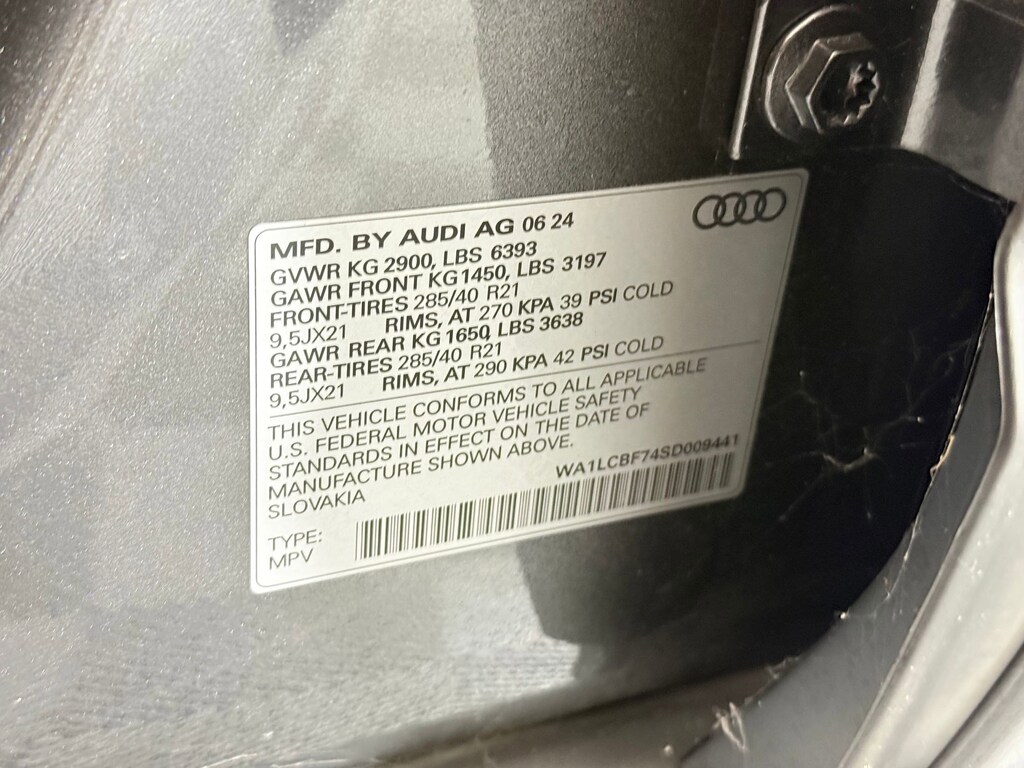 MFD. BY AUDI AG 06 24
GVWR KG 2900, LBS 6393
GAWR FRONT KG 1450, LBS 3197
FRONT-TIRES 285/40 R21
9,5JX21 RIMS, AT 270 KPA 39 PSI COLD
GAWR REAR KG 1650, LBS 3638
REAR-TIRES 285/40 R21
9,5JX21 RIMS, AT 290 KPA 42 PSI COLD
THIS VEHICLE CONFORMS TO ALL APPLICABLE
U.S. FEDERAL MOTOR VEHICLE SAFETY
STANDARDS IN EFFECT ON THE DATE OF
MANUFACTURE SHOWN ABOVE.
SLOVAKIA
WA1LCBF74SD009441
TYPE:
MPV